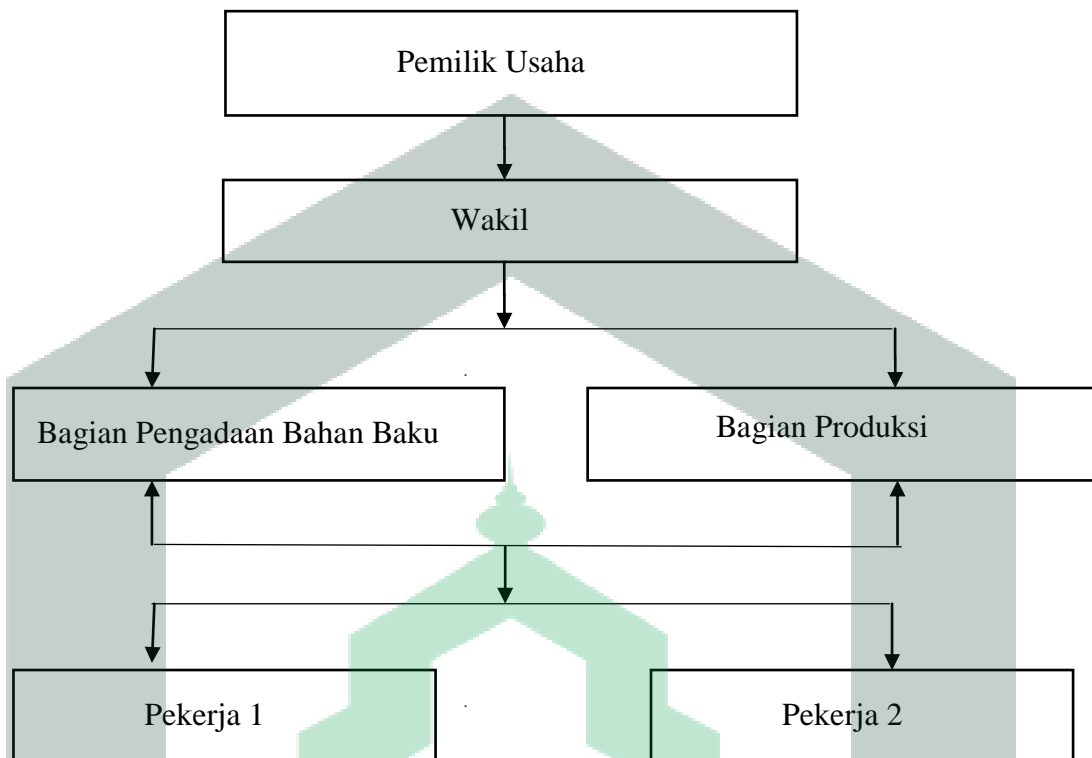 Pemilik Usaha
Wakil
Bagian Pengadaan Bahan Baku
Bagian Produksi
Pekerja 1
Pekerja 2